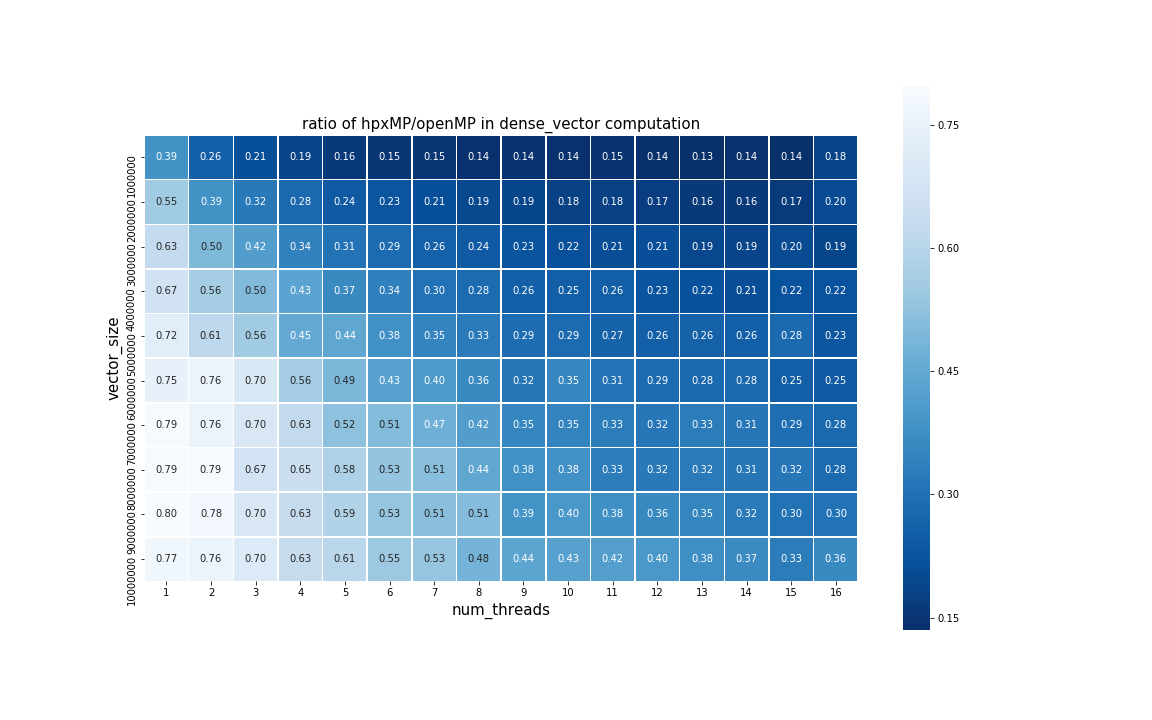 ratio of hpxMP/openMP in dense_vector computation
0.39 0.26 0.21 0.19 0.16 0.15 0.15 0.14 0.14 0.14 0.15 0.14 0.13 0.14 0.14 0.18
0.55 0.39 0.32 0.28 0.24 0.23 0.21 0.19 0.19 0.18 0.18 0.17 0.16 0.16 0.17 0.20
0.63 0.50 0.42 0.34 0.31 0.29 0.26 0.24 0.23 0.22 0.21 0.21 0.19 0.19 0.20 0.19
0.67 0.56 0.50 0.43 0.37 0.34 0.30 0.28 0.26 0.25 0.26 0.23 0.22 0.21 0.22 0.22
0.72 0.61 0.56 0.45 0.44 0.38 0.35 0.33 0.29 0.29 0.27 0.26 0.26 0.26 0.28 0.23
0.75 0.76 0.70 0.56 0.49 0.43 0.40 0.36 0.32 0.35 0.31 0.29 0.28 0.28 0.25 0.25
0.79 0.76 0.70 0.63 0.52 0.51 0.47 0.42 0.35 0.35 0.33 0.32 0.33 0.31 0.29 0.28
0.79 0.79 0.67 0.65 0.58 0.53 0.51 0.44 0.38 0.38 0.33 0.32 0.32 0.31 0.32 0.28
0.80 0.78 0.70 0.63 0.59 0.53 0.51 0.51 0.39 0.40 0.38 0.36 0.35 0.32 0.30 0.30
0.77 0.76 0.70 0.63 0.61 0.55 0.53 0.48 0.44 0.43 0.42 0.40 0.38 0.37 0.33 0.36
1000000
2000000
3000000
4000000
5000000
6000000
7000000
8000000
9000000
10000000
vector_size
1 2 3 4 5 6 7 8 9 10 11 12 13 14 15 16
num_threads
0.75
0.60
0.45
0.30
0.15